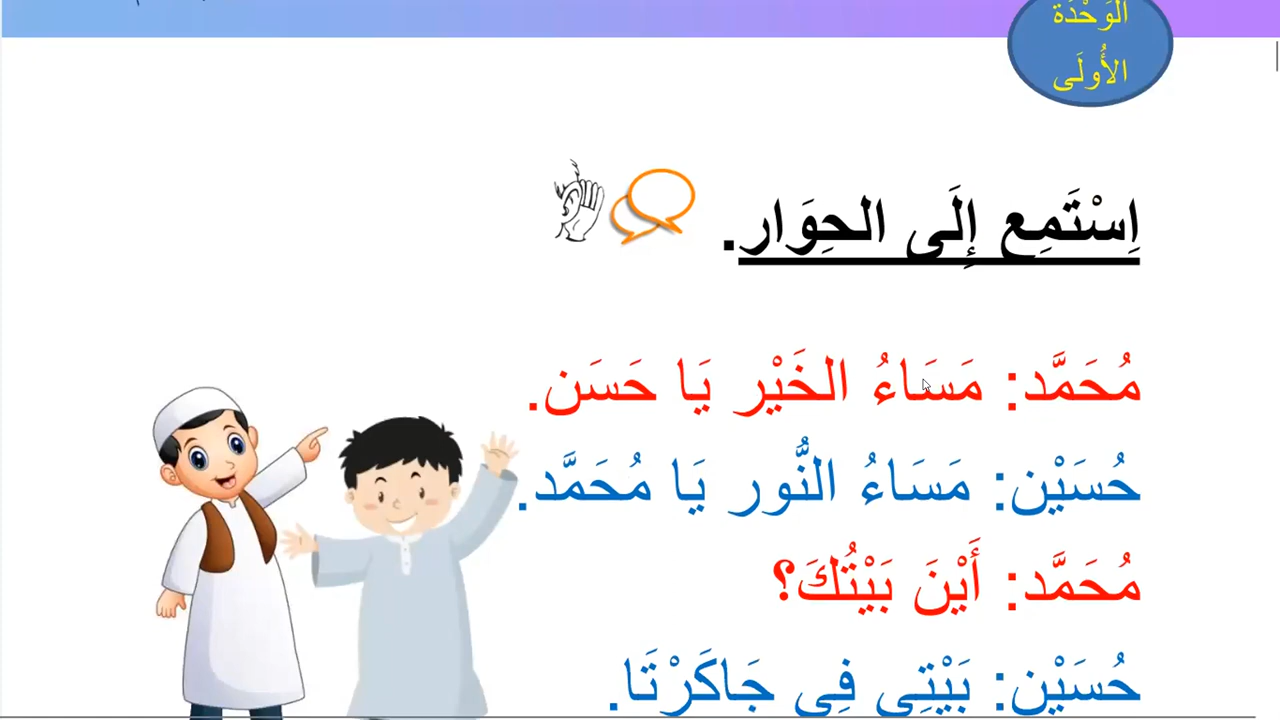 الوَحْدَة
الأُولَى
اِسْتَمِع إِلَى الحِوَار.
مُحَمَّد: مَسَاءُ الخَيْر يَا حَسَن.
حُسَيْن: مَسَاءُ النُّور يَا مُحَمَّد.
مُحَمَّد: أَيْنَ بَيْتُكَ؟
حُسَيْن: بَيْتِي فِي جَاكَرْتَا.